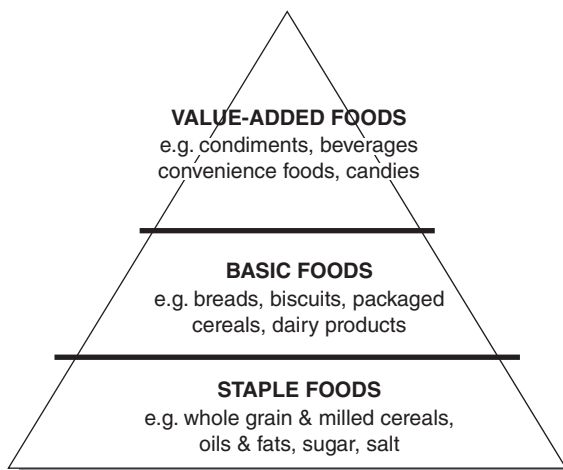 VALUE-ADDED FOODS
e.g. condiments, beverages
convenience foods, candies
BASIC FOODS
e.g. breads, biscuits, packaged
cereals, dairy products
STAPLE FOODS
e.g. whole grain & milled cereals,
oils & fats, sugar, salt